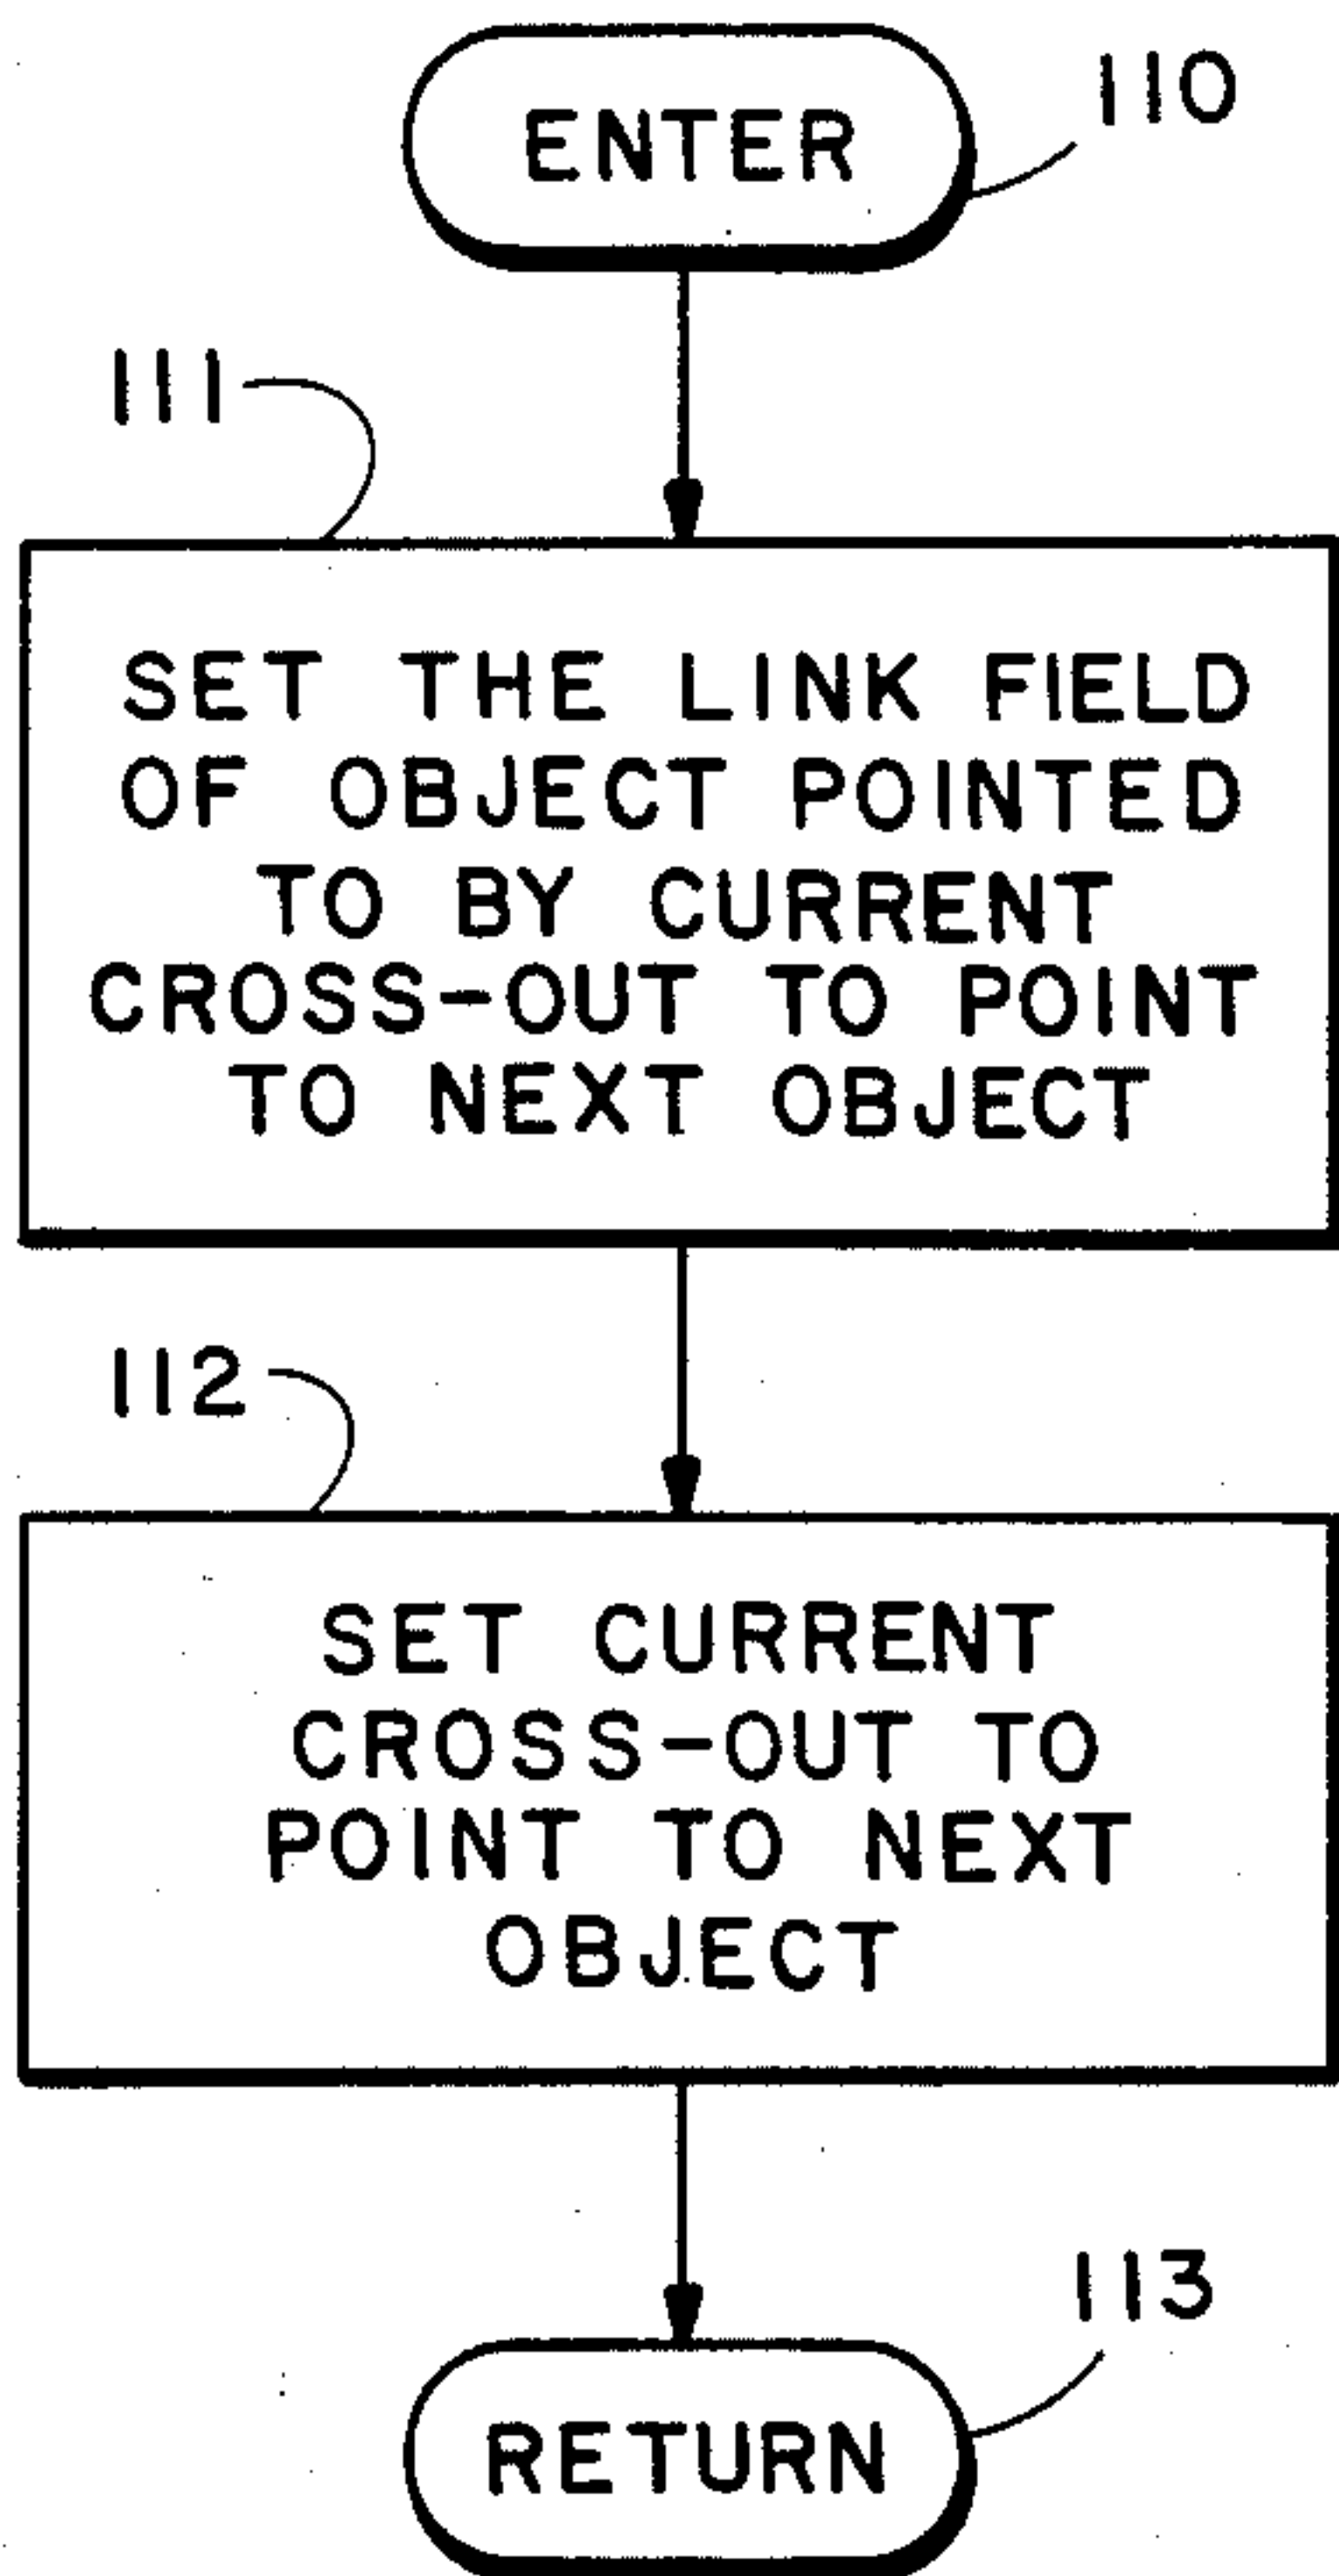 ENTER
110
111
SET THE LINK FIELD
OF OBJECT POINTED
TO BY CURRENT
CROSS-OUT TO POINT
TO NEXT OBJECT
112
SET CURRENT
CROSS-OUT TO
POINT TO NEXT
OBJECT
113
RETURN